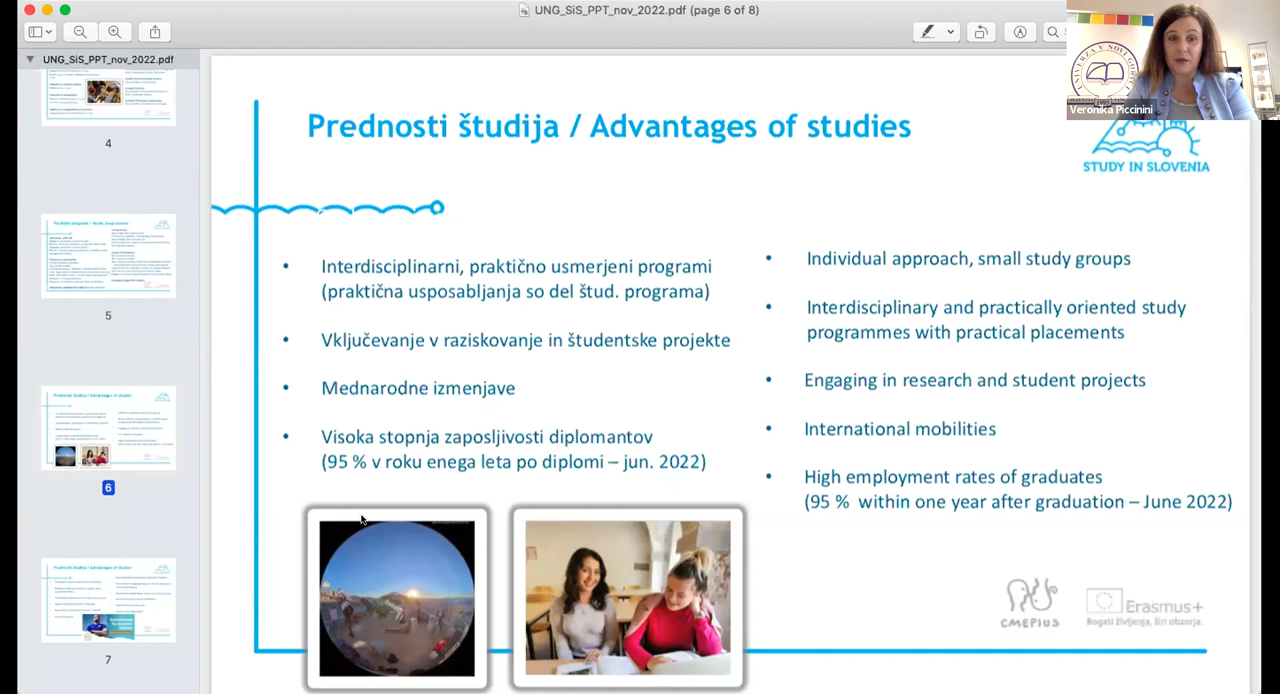 UNG_SiS_PPT_nov_2022.pdf (page 6 of 8)
UNG_SiS_PPT_nov_2022.pdf
4
5
6
7
Prednosti študija / Advantages of studies
Interdisciplinarni, praktično usmerjeni programi
(praktična usposabljanja so del štud. programa)
Vključevanje v raziskovanje in študentske projekte
Mednarodne izmenjave
Visoka stopnja zaposljivosti diplomantov
(95 % v roku enega leta po diplomi – jun. 2022)
Individual approach, small study groups
Interdisciplinary and practically oriented study
programmes with practical placements
Engaging in research and student projects
International mobilities
High employment rates of graduates
(95 % within one year after graduation – June 2022)
Veronika Piccinini
STUDY IN SLOVENIA
CMEPIUS
Erasmus+
Bogati življenja, širi obzorja.